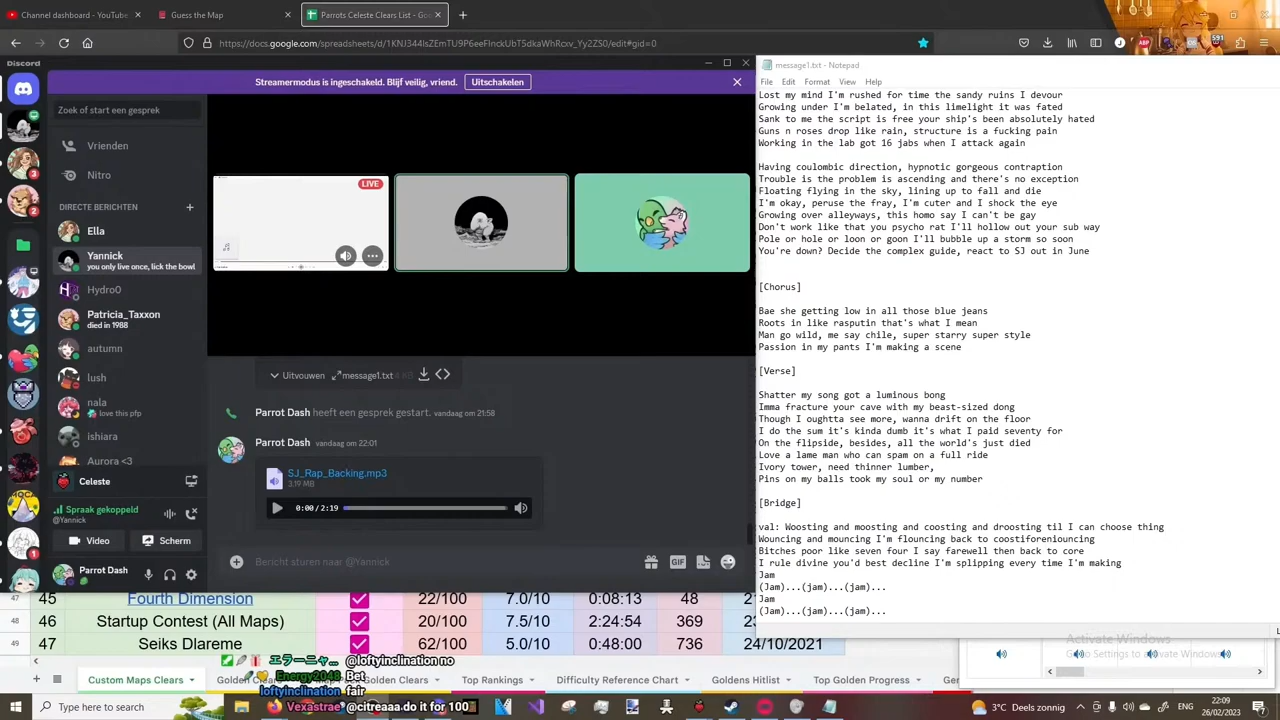 Channel dashboard - YouTube
Guess the Map
Parrots Celeste Clears List - Goo
https://docs.google.com/spreadsheets/d/1KNJ344IsZEmTU9P6eeFInckUbTSdkaWhRcxv_Yy2ZS0/edit#gid=0
ABP
591
Discord
Streamermodus is ingeschakeld. Blijf veilig, vriend.
Uitschakelen
Zoek of start een gesprek
Vrienden
Nitro
DIRECTE BERICHTEN
Ella
Yannick
you only live once, lick the bowl
Hydro0
Patricia_Taxxon
died in 1988
autumn
lush
nala
love this pfp
ishiara
Aurora <3
Celeste
Spraak gekoppeld
@Yannick
Video
Scherm
Parrot Dash
3
2
1
LIVE
Uitvouwen
message1.txt
Parrot Dash heeft een gesprek gestart. vandaag om 21:58
Parrot Dash vandaag om 22:01
SJ_Rap_Backing.mp3
3.19 MB
0:00 / 2:19
Bericht sturen naar @Yannick
GIF
message1.txt - Notepad
File Edit Format View Help
Lost my mind I'm rushed for time the sandy ruins I devour
Growing under I'm belated, in this limelight it was fated
Sank to me the script is free your ship's been absolutely hated
Guns n roses drop like rain, structure is a fucking pain
Working in the lab got 16 jabs when I attack again
Having coulombic direction, hypnotic gorgeous contraption
Trouble is the problem is ascending and there's no exception
Floating flying in the sky, lining up to fall and die
I'm okay, peruse the fray, I'm cuter and I shock the eye
Growing over alleyways, this homo say I can't be gay
Don't work like that you psycho rat I'll hollow out your sub way
Pole or hole or loon or goon I'll bubble up a storm so soon
You're down? Decide the complex guide, react to SJ out in June
[Chorus]
Bae she getting low in all those blue jeans
Roots in like rasputin that's what I mean
Man go wild, me say chile, super starry super style
Passion in my pants I'm making a scene
[Verse]
Shatter my song got a luminous bong
Imma fracture your cave with my beast-sized dong
Though I oughtta see more, wanna drift on the floor
I do the sum it's kinda dumb it's what I paid seventy for
On the flipside, besides, all the world's just died
Love a lame man who can spam on a full ride
Ivory tower, need thinner lumber,
Pins on my balls took my soul or my number
[Bridge]
val: Woosting and moosting and coosting and droosting til I can choose thing
Wouncing and mouncing I'm flouncing back to coostiforeniouncing
Bitches poor like seven four I say farewell then back to core
I rule divine you'd best decline I'm splipping every time I'm making
Jam
(Jam)...(jam)...(jam)...
Jam
(Jam)...(jam)...(jam)...
45 Fourth Dimension 22/100 7.0/10 0:08:13 48
46 Startup Contest (All Maps) 20/100 7.5/10 2:24:54 369
47 Seiks Dlareme 62/100 5.0/10 0:48:00 736 24/10/2021
Activate Windows
Go to Settings to activate Windows.
エラーニャ... @loftyinclination no
Energy2048 Bet
loftyinclination fair
Vexastrae @citreaaa do it for 100
Custom Maps Clears
Golden Clears
Top Rankings
Difficulty Reference Chart
Goldens Hitlist
Top Golden Progress
Type here to search
3°C Deels zonnig
22:09
26/02/2023